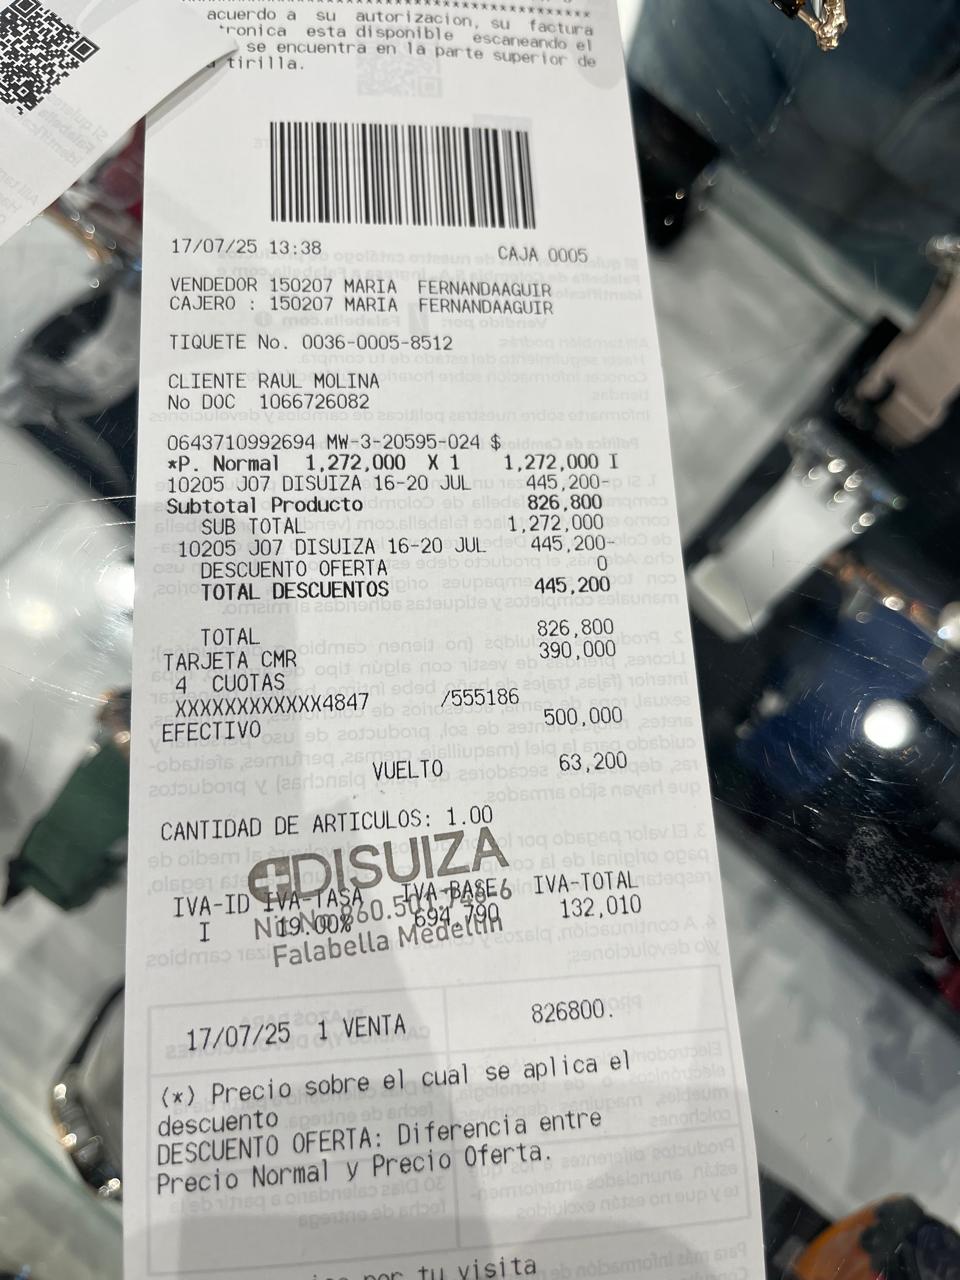 acuerdo a su autorizacion, su factura
tronica esta disponible escaneando el
se encuentra en la parte superior de
tirilla.
17/07/25 13:38 CAJA 0005
VENDEDOR 150207 MARIA FERNANDAAGUIR
CAJERO : 150207 MARIA FERNANDAAGUIR
TIQUETE No. 0036-0005-8512
CLIENTE RAUL MOLINA
No DOC 1066726082
0643710992694 MW-3-20595-024 $
*P. Normal 1,272,000 X 1 1,272,000 I
10205 J07 DISUIZA 16-20 JUL 445,200-
Subtotal Producto 826,800
SUB TOTAL 1,272,000
10205 J07 DISUIZA 16-20 JUL 445,200-
DESCUENTO OFERTA 0
TOTAL DESCUENTOS 445,200
TOTAL 826,800
TARJETA CMR 390,000
4 CUOTAS
XXXXXXXXXXXX4847 /555186
EFECTIVO 500,000
VUELTO 63,200
CANTIDAD DE ARTICULOS: 1.00
DISUIZA
IVA-ID IVA-TASA IVA-BASE IVA-TOTAL
I 19.00% 694,790 132,010
Falabella Medellín
17/07/25 1 VENTA 826800.
(*) Precio sobre el cual se aplica el
descuento
DESCUENTO OFERTA: Diferencia entre
Precio Normal y Precio Oferta.
por tu visita